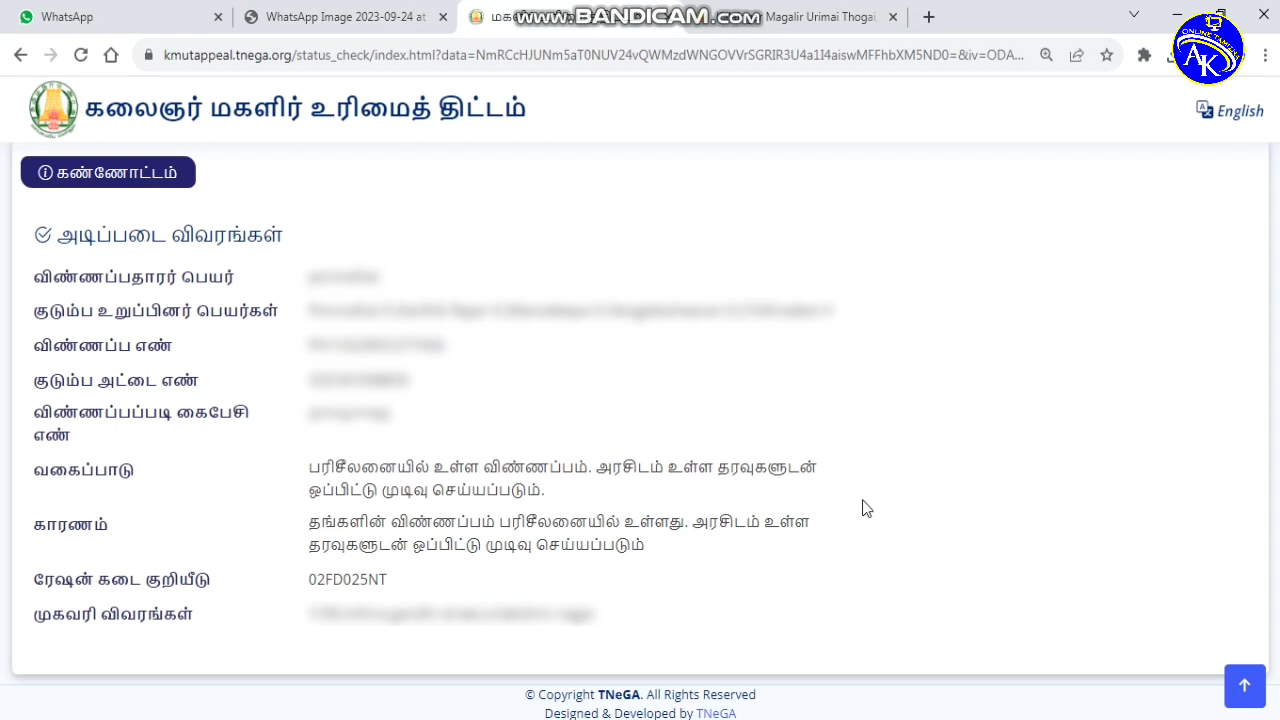 WhatsApp
WhatsApp Image 2023-09-24 at
www.BANDICAM.com
Magalir Urimai Thogai,
kmutappeal.tnega.org/status_check/index.html?data=NmRCcHJxNm5aT0NUV24vQWMzdWNGOVVrSGRIR3U4a1I4aiswMFFhbXM5ND0=&iv=ODA...
ONLINE TAMIZH
AK
கலைஞர் மகளிர் உரிமைத் திட்டம்
English
கண்ணோட்டம்
அடிப்படை விவரங்கள்
விண்ணப்பதாரர் பெயர்
குடும்ப உறுப்பினர் பெயர்கள்
விண்ணப்ப எண்
குடும்ப அட்டை எண்
விண்ணப்பப்படி கைபேசி
எண்
வகைப்பாடு
பரிசீலனையில் உள்ள விண்ணப்பம். அரசிடம் உள்ள தரவுகளுடன்
ஒப்பிட்டு முடிவு செய்யப்படும்.
காரணம்
தங்களின் விண்ணப்பம் பரிசீலனையில் உள்ளது. அரசிடம் உள்ள
தரவுகளுடன் ஒப்பிட்டு முடிவு செய்யப்படும்
ரேஷன் கடை குறியீடு
02FD025NT
முகவரி விவரங்கள்
© Copyright TNeGA. All Rights Reserved
Designed & Developed by TNeGA